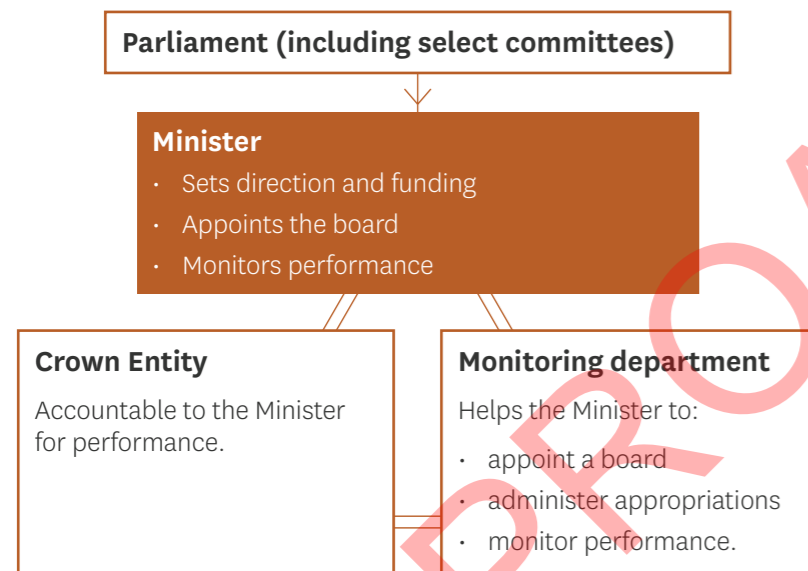 Parliament (including select committees)
Minister
· Sets direction and funding
· Appoints the board
· Monitors performance
Crown Entity
Accountable to the Minister
for performance.
Monitoring department
Helps the Minister to:
· appoint a board
· administer appropriations
· monitor performance.